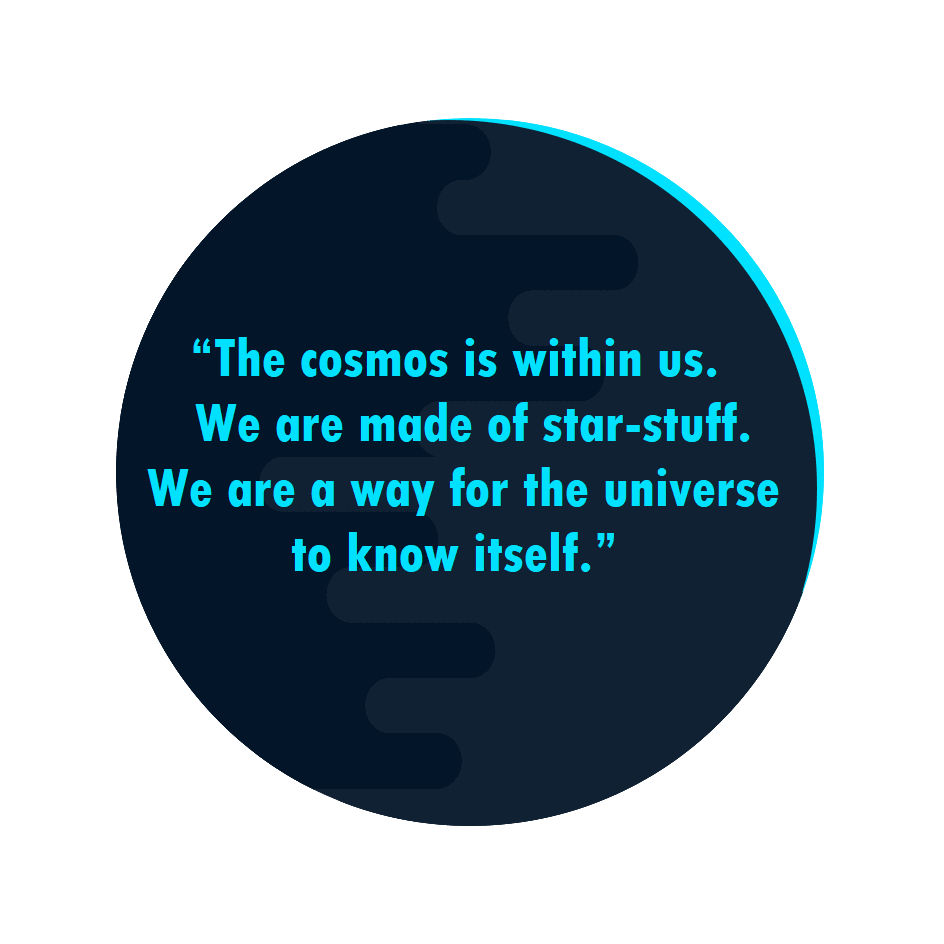 “The cosmos is within us.
We are made of star-stuff.
We are a way for the universe
to know itself.”